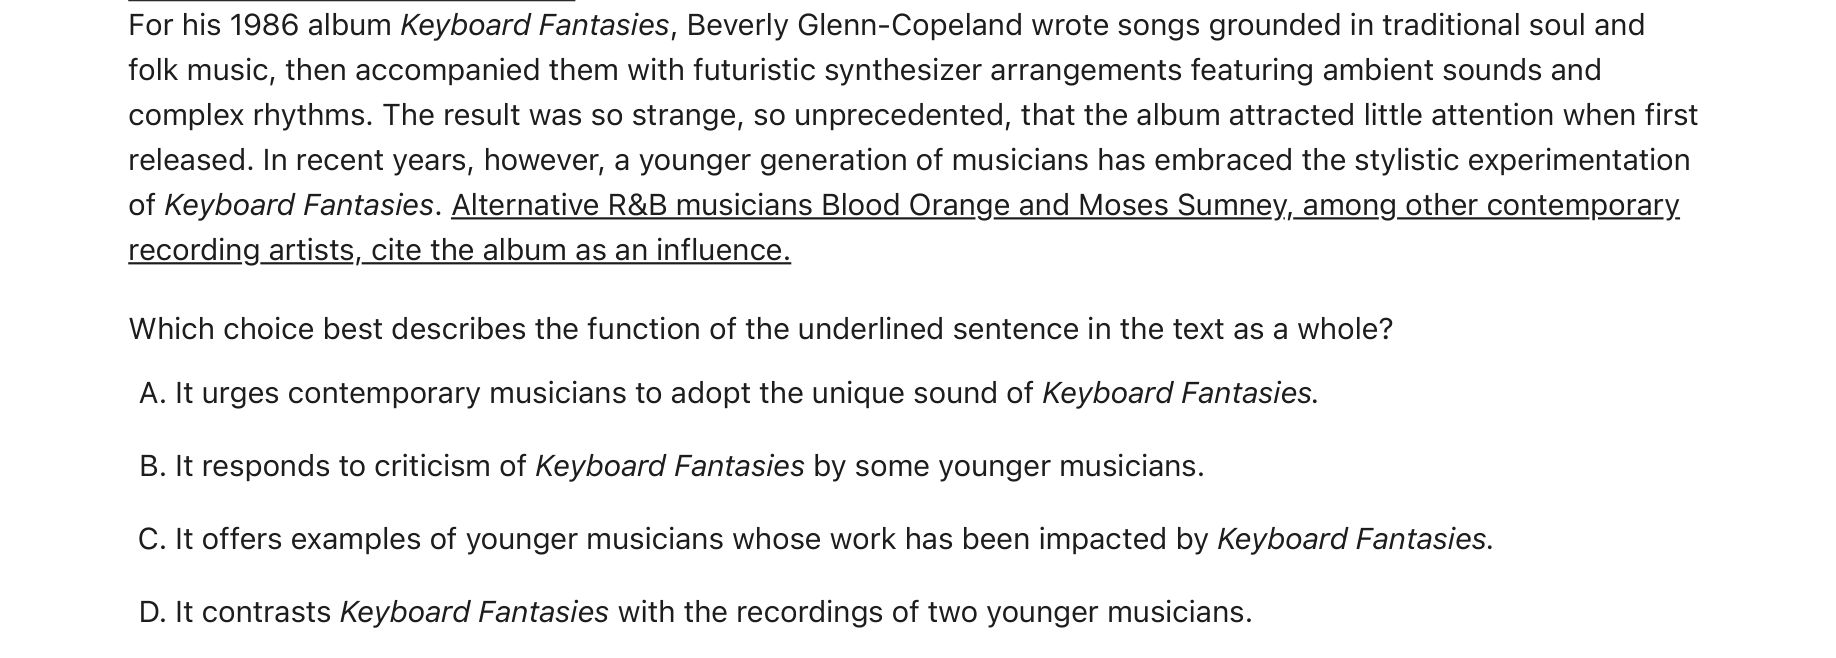 For his 1986 album Keyboard Fantasies, Beverly Glenn-Copeland wrote songs grounded in traditional soul and
folk music, then accompanied them with futuristic synthesizer arrangements featuring ambient sounds and
complex rhythms. The result was so strange, so unprecedented, that the album attracted little attention when first
released. In recent years, however, a younger generation of musicians has embraced the stylistic experimentation
of Keyboard Fantasies. Alternative R&B musicians Blood Orange and Moses Sumney, among other contemporary
recording artists, cite the album as an influence.
Which choice best describes the function of the underlined sentence in the text as a whole?
A. It urges contemporary musicians to adopt the unique sound of Keyboard Fantasies.
B. It responds to criticism of Keyboard Fantasies by some younger musicians.
C. It offers examples of younger musicians whose work has been impacted by Keyboard Fantasies.
D. It contrasts Keyboard Fantasies with the recordings of two younger musicians.